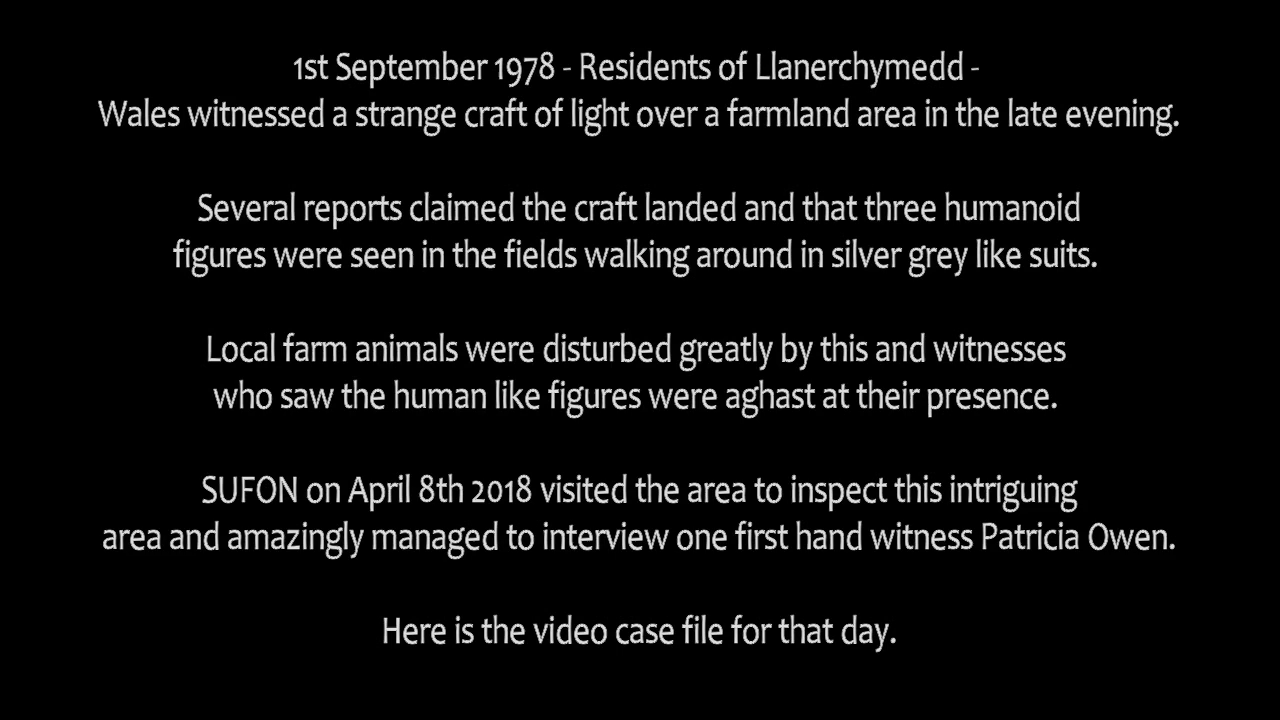 1st September 1978 - Residents of Llanerchymedd -
Wales witnessed a strange craft of light over a farmland area in the late evening.
Several reports claimed the craft landed and that three humanoid
figures were seen in the fields walking around in silver grey like suits.
Local farm animals were disturbed greatly by this and witnesses
who saw the human like figures were aghast at their presence.
SUFON on April 8th 2018 visited the area to inspect this intriguing
area and amazingly managed to interview one first hand witness Patricia Owen.
Here is the video case file for that day.